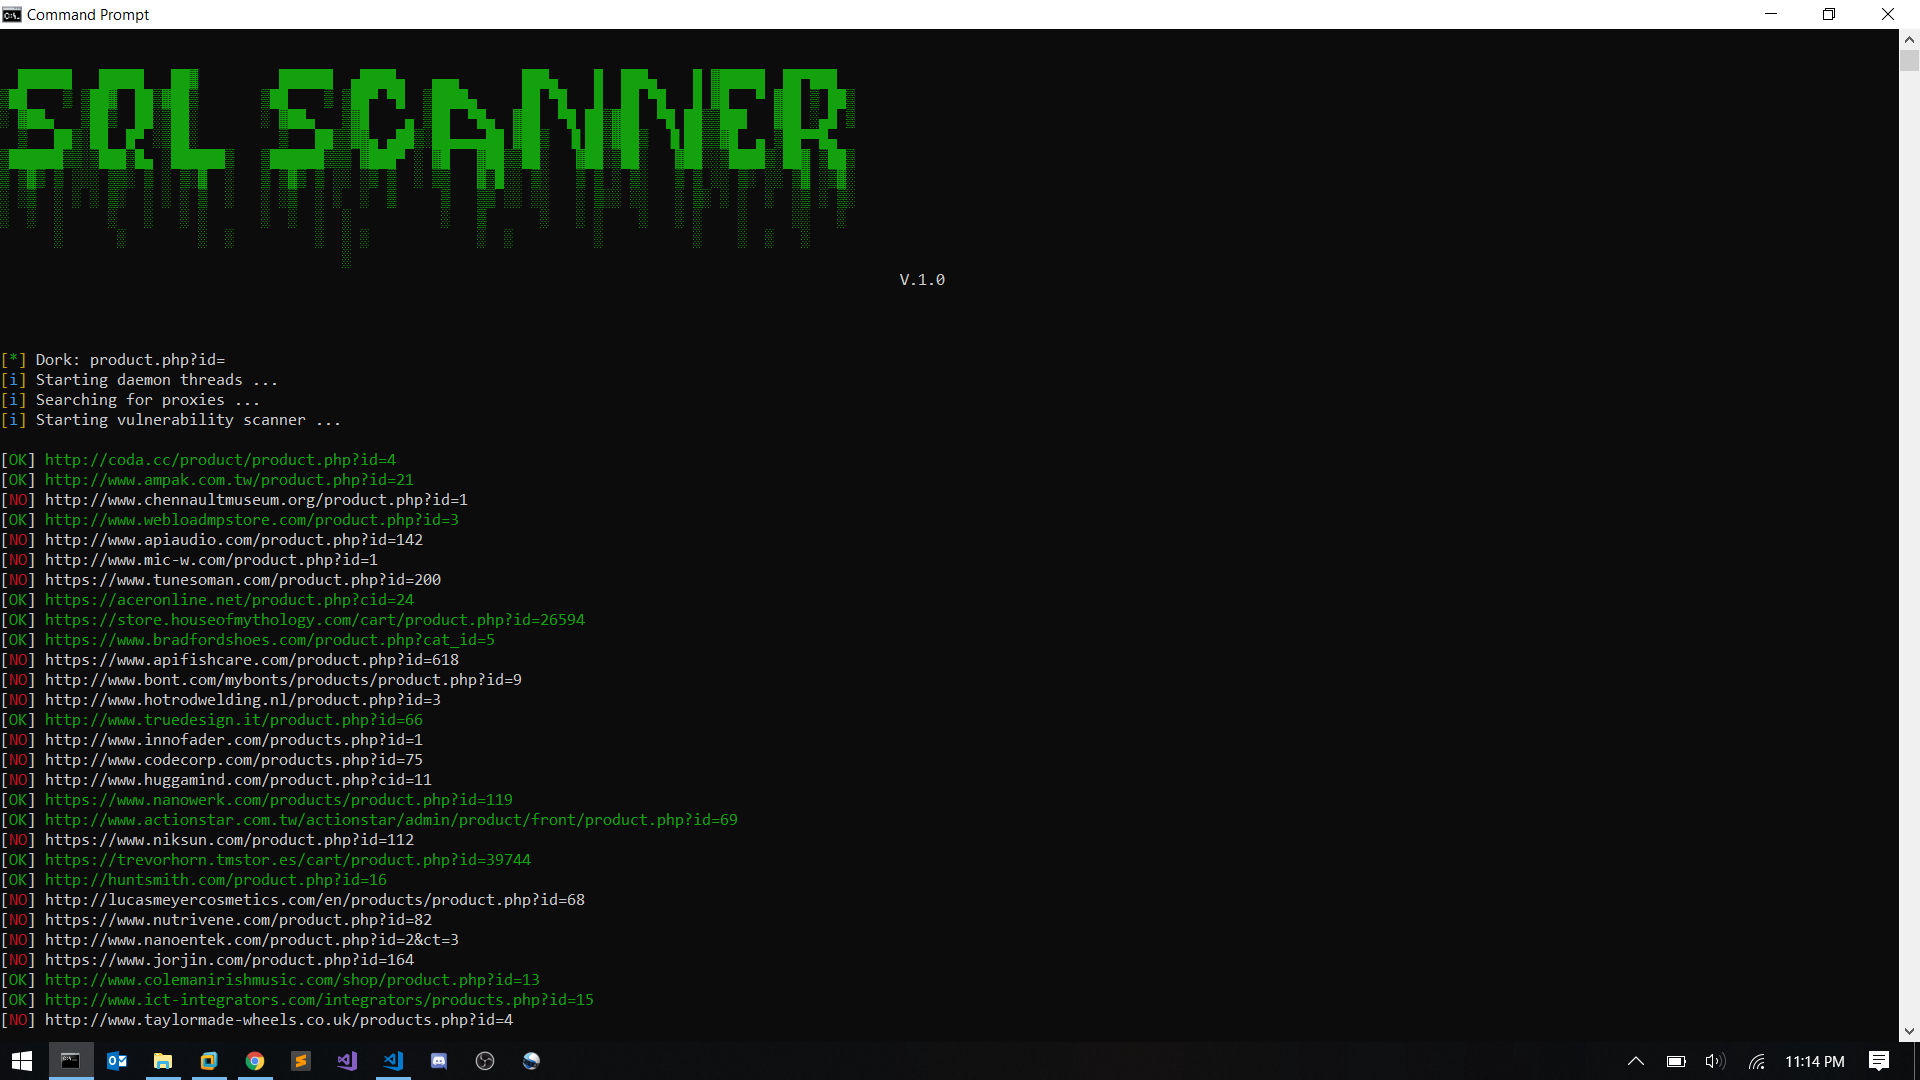 Command Prompt
SQL SCANNER
V.1.0
[*] Dork: product.php?id=
[i] Starting daemon threads ...
[i] Searching for proxies ...
[i] Starting vulnerability scanner ...
[OK] http://coda.cc/product/product.php?id=4
[OK] http://www.ampak.com.tw/product.php?id=21
[NO] http://www.chennaultmuseum.org/product.php?id=1
[OK] http://www.webloadmpstore.com/product.php?id=3
[NO] http://www.apiaudio.com/product.php?id=142
[NO] http://www.mic-w.com/product.php?id=1
[NO] https://www.tunesoman.com/product.php?id=200
[OK] https://aceronline.net/product.php?cid=24
[OK] https://store.houseofmythology.com/cart/product.php?id=26594
[OK] https://www.bradfordshoes.com/product.php?cat_id=5
[NO] https://www.apifishcare.com/product.php?id=618
[NO] http://www.bont.com/mybonts/products/product.php?id=9
[NO] http://www.hotrodwelding.nl/product.php?id=3
[OK] http://www.truedesign.it/product.php?id=66
[NO] http://www.innofader.com/products.php?id=1
[NO] http://www.codecorp.com/products.php?id=75
[NO] http://www.huggamind.com/product.php?cid=11
[OK] https://www.nanowerk.com/products/product.php?id=119
[OK] http://www.actionstar.com.tw/actionstar/admin/product/front/product.php?id=69
[NO] https://www.niksun.com/product.php?id=112
[OK] https://trevorhorn.tmstor.es/cart/product.php?id=39744
[OK] http://huntsmith.com/product.php?id=16
[NO] http://lucasmeyercosmetics.com/en/products/product.php?id=68
[NO] https://www.nutrivene.com/product.php?id=82
[NO] http://www.nanoentek.com/product.php?id=2&ct=3
[NO] https://www.jorjin.com/product.php?id=164
[OK] http://www.colemanirishmusic.com/shop/product.php?id=13
[OK] http://www.ict-integrators.com/integrators/products.php?id=15
[NO] http://www.taylormade-wheels.co.uk/products.php?id=4
11:14 PM